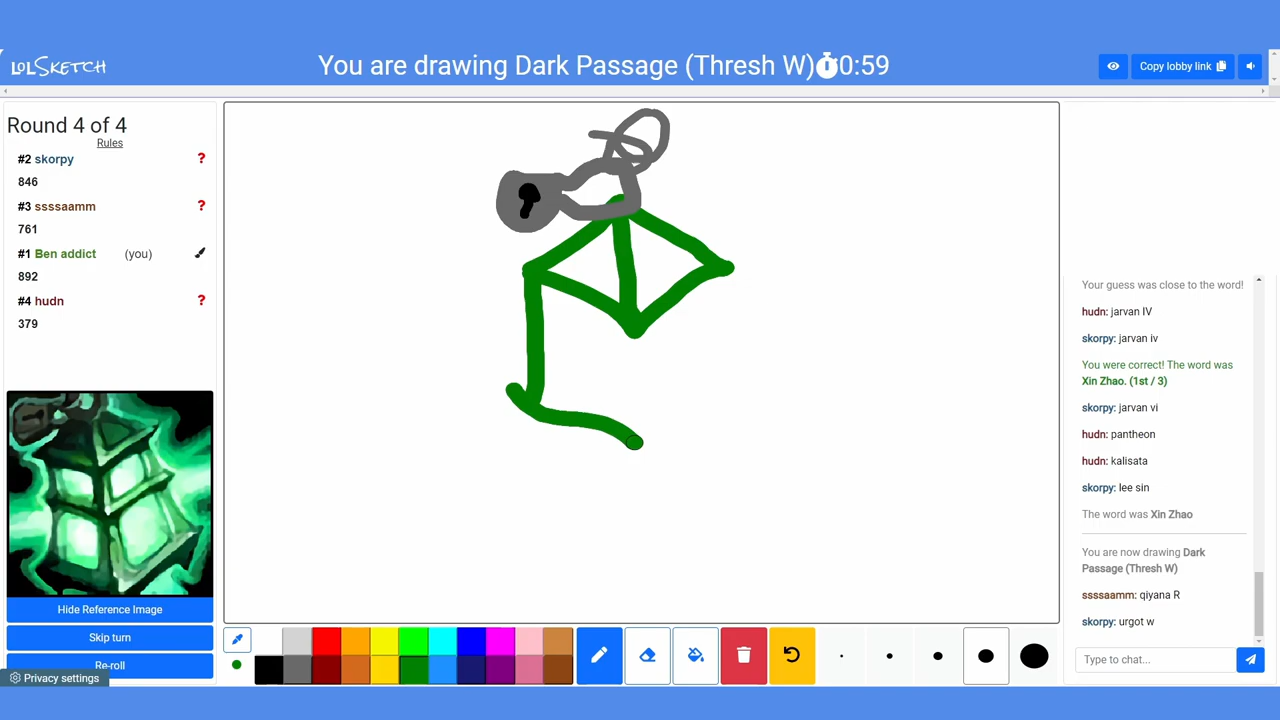 LOLSKETCH
You are drawing Dark Passage (Thresh W) 0:59
Copy lobby link
Round 4 of 4
Rules
#2 skorpy ?
846
#3 ssssaamm ?
761
#1 Ben addict (you)
892
#4 hudn ?
379
Hide Reference Image
Skip turn
Re-roll
Privacy settings
Your guess was close to the word!
hudn: jarvan IV
skorpy: jarvan iv
You were correct! The word was
Xin Zhao. (1st / 3)
skorpy: jarvan vi
hudn: pantheon
hudn: kalisata
skorpy: lee sin
The word was Xin Zhao
You are now drawing Dark
Passage (Thresh W)
ssssaamm: qiyana R
skorpy: urgot w
Type to chat...